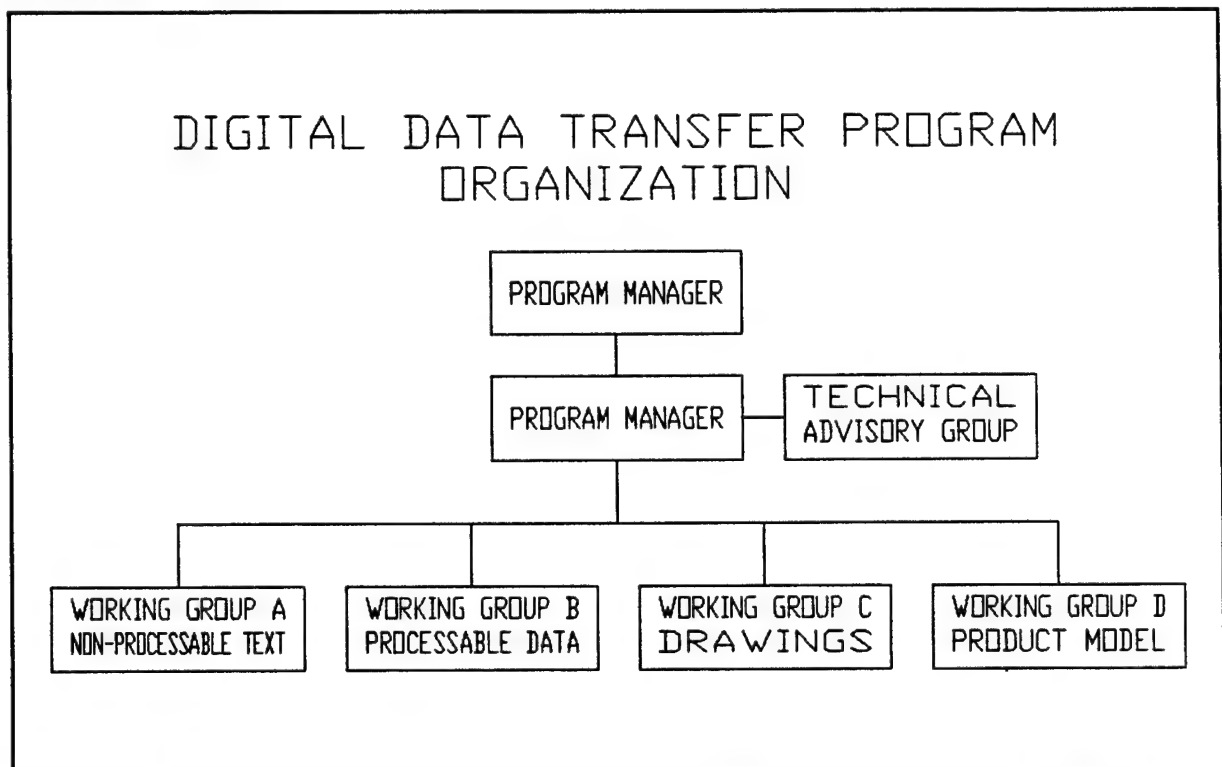 DIGITAL DATA TRANSFER PROGRAM
ORGANIZATION
PROGRAM MANAGER
PROGRAM MANAGER
TECHNICAL
ADVISORY GROUP
WORKING GROUP A
NON-PROCESSABLE TEXT
WORKING GROUP B
PROCESSABLE DATA
WORKING GROUP C
DRAWINGS
WORKING GROUP D
PRODUCT MODEL